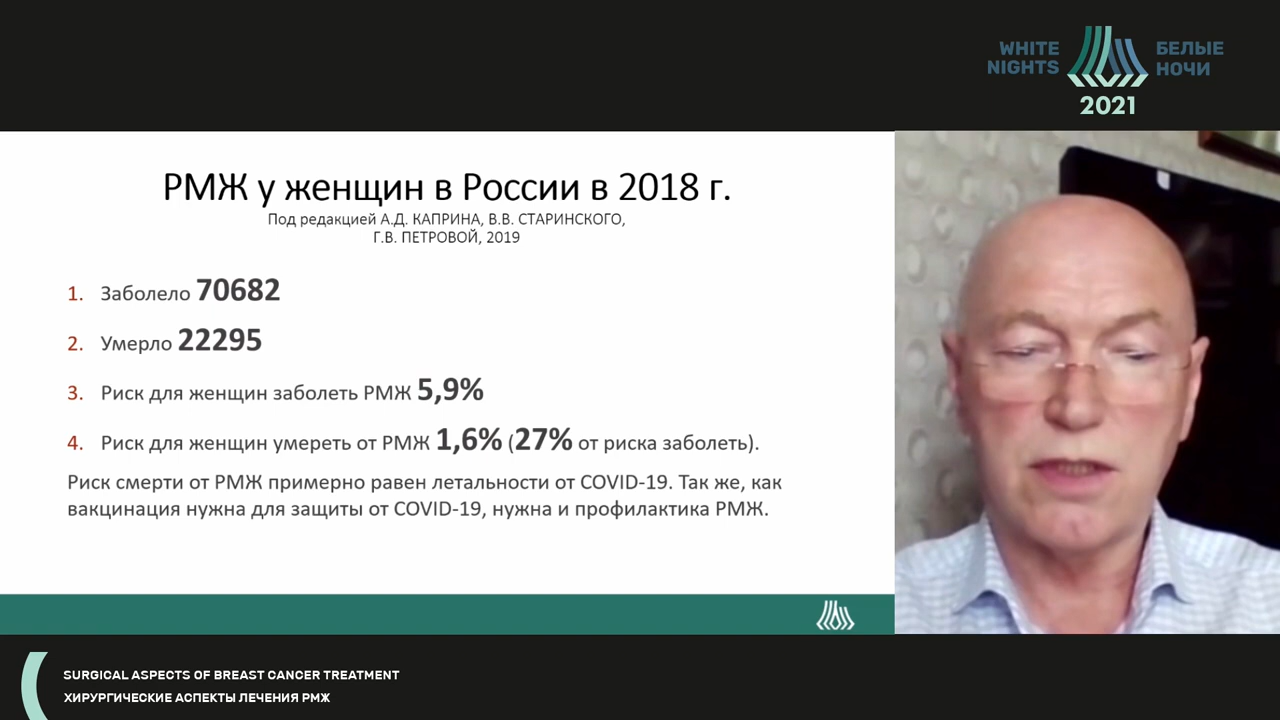 WHITE
NIGHTS
БЕЛЫЕ
НОЧИ
2021
РМЖ у женщин в России в 2018 г.
Под редакцией А.Д. КАПРИНА, В.В. СТАРИНСКОГО,
Г.В. ПЕТРОВОЙ, 2019
1. Заболело 70682
2. Умерло 22295
3. Риск для женщин заболеть РМЖ 5,9%
4. Риск для женщин умереть от РМЖ 1,6% (27% от риска заболеть).
Риск смерти от РМЖ примерно равен летальности от COVID-19. Так же, как
вакцинация нужна для защиты от COVID-19, нужна и профилактика РМЖ.
SURGICAL ASPECTS OF BREAST CANCER TREATMENT
ХИРУРГИЧЕСКИЕ АСПЕКТЫ ЛЕЧЕНИЯ РМЖ